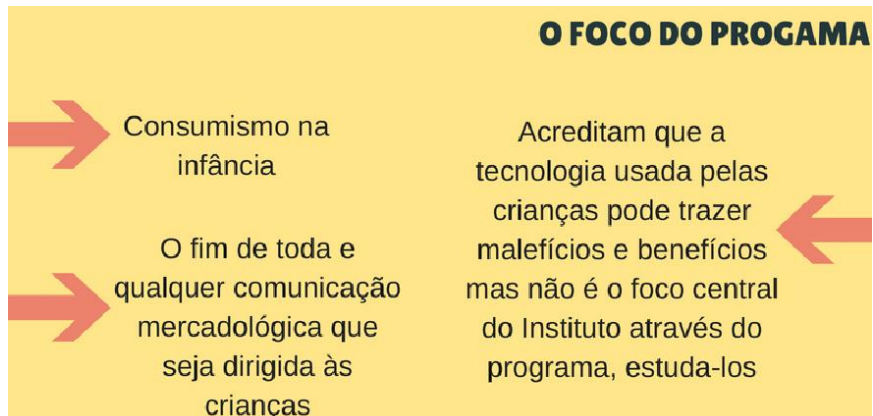 O FOCO DO PROGAMA
Consumismo na
infância
O fim de toda e
qualquer comunicação
mercadológica que
seja dirigida às
crianças
Acreditam que a
tecnologia usada pelas
crianças pode trazer
malefícios e benefícios
mas não é o foco central
do Instituto através do
programa, estuda-los